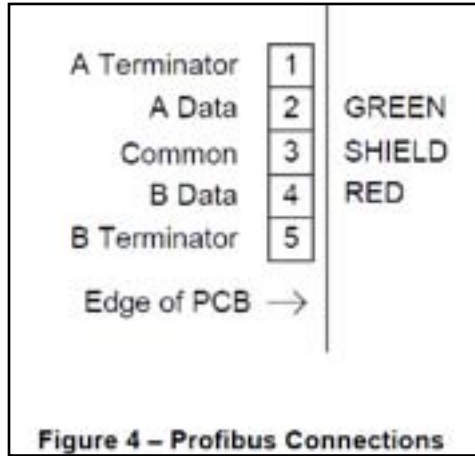 A Terminator 1
A Data 2 GREEN
Common 3 SHIELD
B Data 4 RED
B Terminator 5
Edge of PCB →
Figure 4 – Profibus Connections